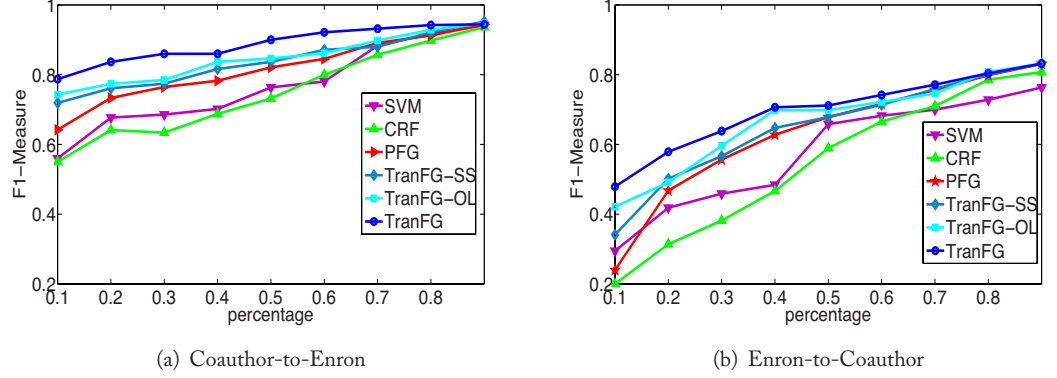 1
0.8
0.6
0.4
0.2
F1-Measure
0.1 0.2 0.3 0.4 0.5 0.6 0.7 0.8
percentage
SVM
CRF
PFG
TranFG-SS
TranFG-OL
TranFG
(a) Coauthor-to-Enron
1
0.8
0.6
0.4
0.2
F1-Measure
0.1 0.2 0.3 0.4 0.5 0.6 0.7 0.8
percentage
SVM
CRF
PFG
TranFG-SS
TranFG-OL
TranFG
(b) Enron-to-Coauthor